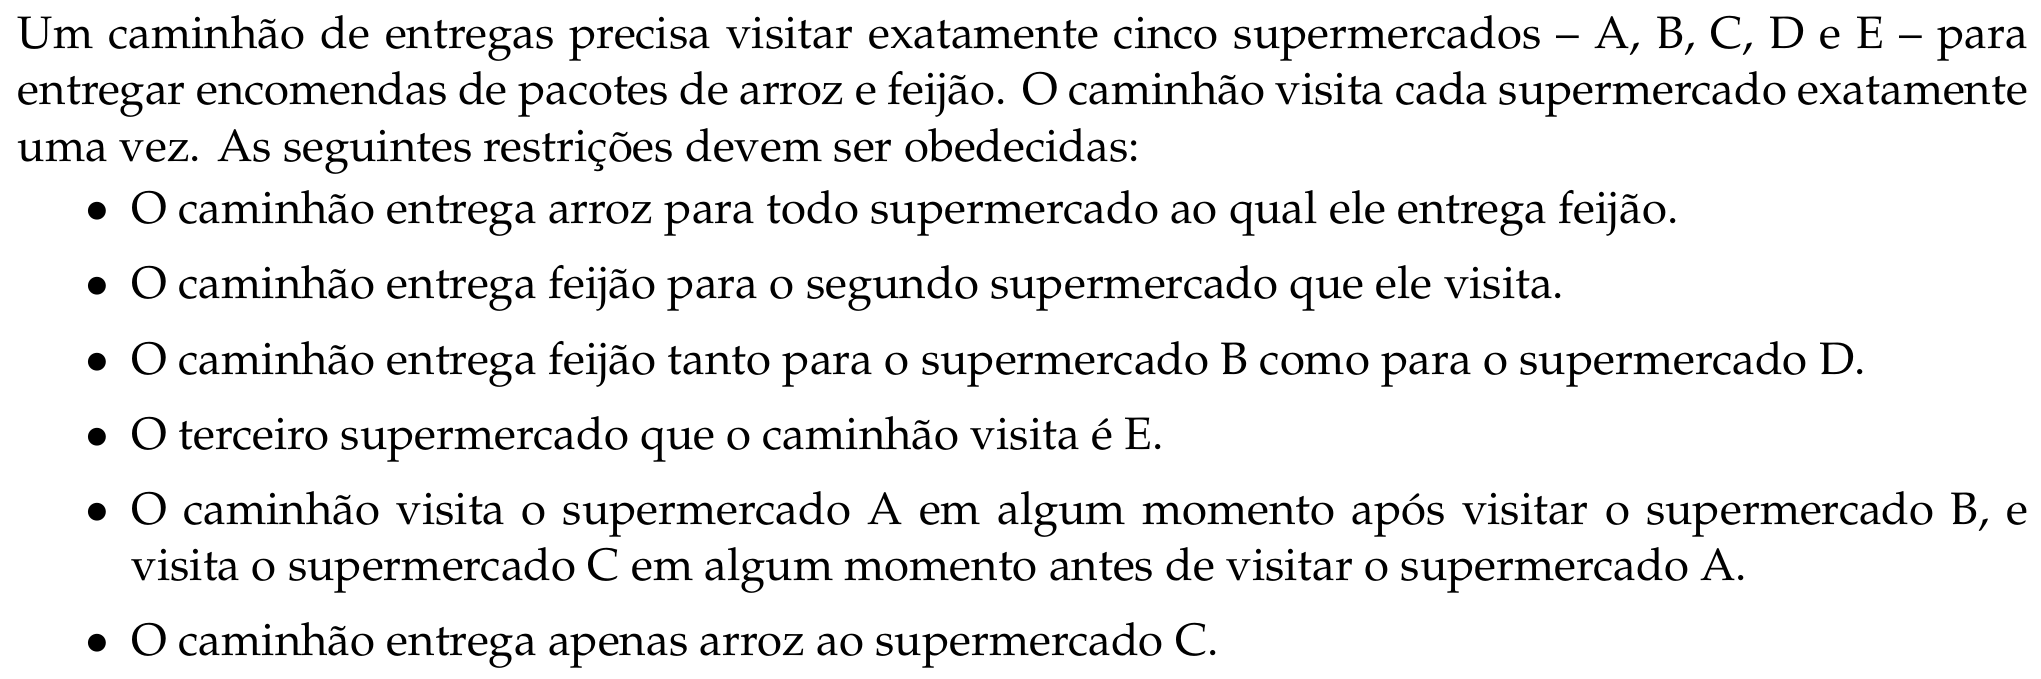 Um caminhão de entregas precisa visitar exatamente cinco supermercados – A, B, C, D e E – para
entregar encomendas de pacotes de arroz e feijão. O caminhão visita cada supermercado exatamente
uma vez. As seguintes restrições devem ser obedecidas:
• O caminhão entrega arroz para todo supermercado ao qual ele entrega feijão.
• O caminhão entrega feijão para o segundo supermercado que ele visita.
• O caminhão entrega feijão tanto para o supermercado B como para o supermercado D.
• O terceiro supermercado que o caminhão visita é E.
• O caminhão visita o supermercado A em algum momento após visitar o supermercado B, e
visita o supermercado C em algum momento antes de visitar o supermercado A.
• O caminhão entrega apenas arroz ao supermercado C.